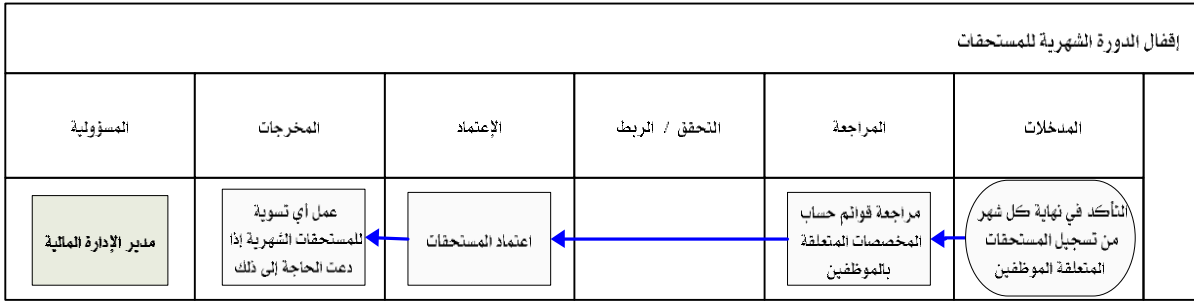 إقفال الدورة الشهرية للمستحقات
المدخلات
المراجعة
التحقق / الربط
الإعتماد
المخرجات
المسؤولية
التأكد في نهاية كل شهر
من تسجيل المستحقات
المتعلقة الموظفين
مراجعة قوائم حساب
المخصصات المتعلقة
بالموظفين
اعتماد المستحقات
عمل أي تسوية
للمستحقات الشهرية إذا
دعت الحاجة إلى ذلك
مدير الإدارة المالية